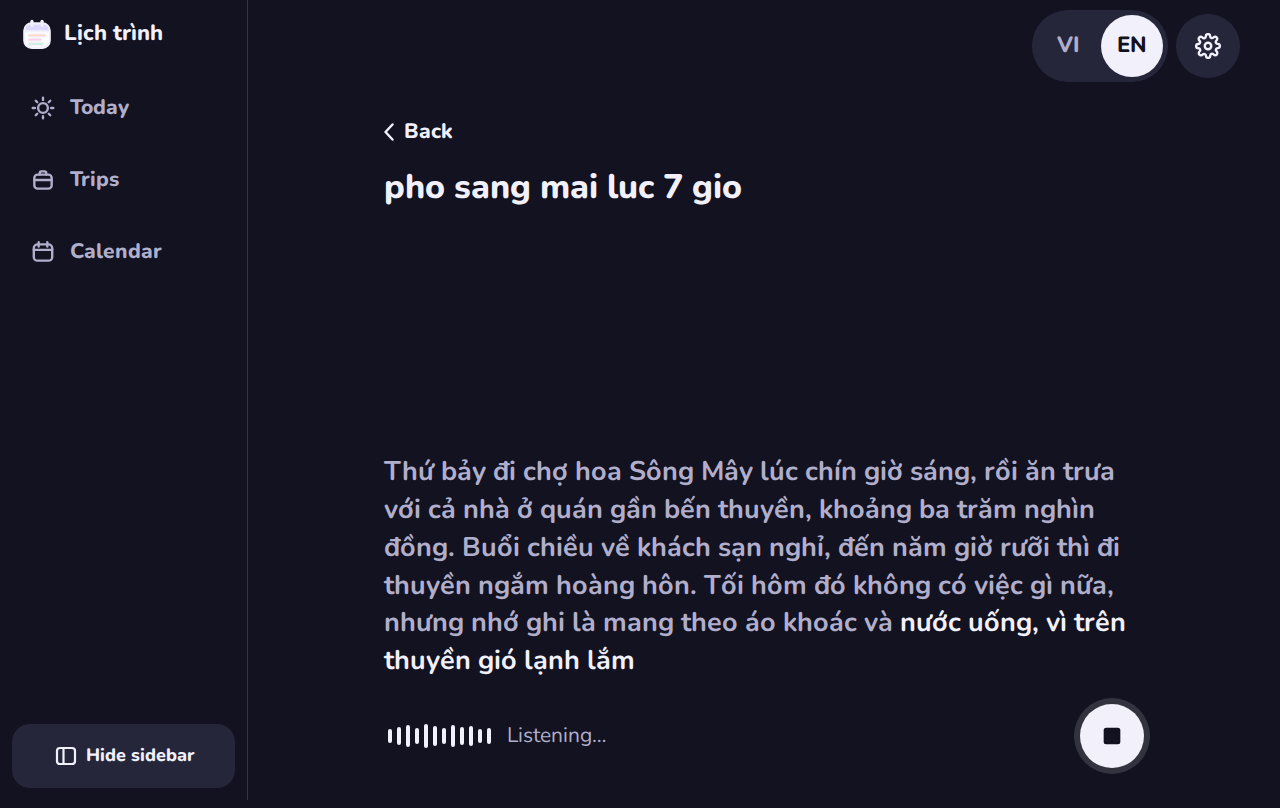 Lịch trình
VI
EN
Today
Trips
Calendar
Back
pho sang mai luc 7 gio
Thứ bảy đi chợ hoa Sông Mây lúc chín giờ sáng, rồi ăn trưa
với cả nhà ở quán gần bến thuyền, khoảng ba trăm nghìn
đồng. Buổi chiều về khách sạn nghỉ, đến năm giờ rưỡi thì đi
thuyền ngắm hoàng hôn. Tối hôm đó không có việc gì nữa,
nhưng nhớ ghi là mang theo áo khoác và nước uống, vì trên
thuyền gió lạnh lắm
Listening...
Hide sidebar